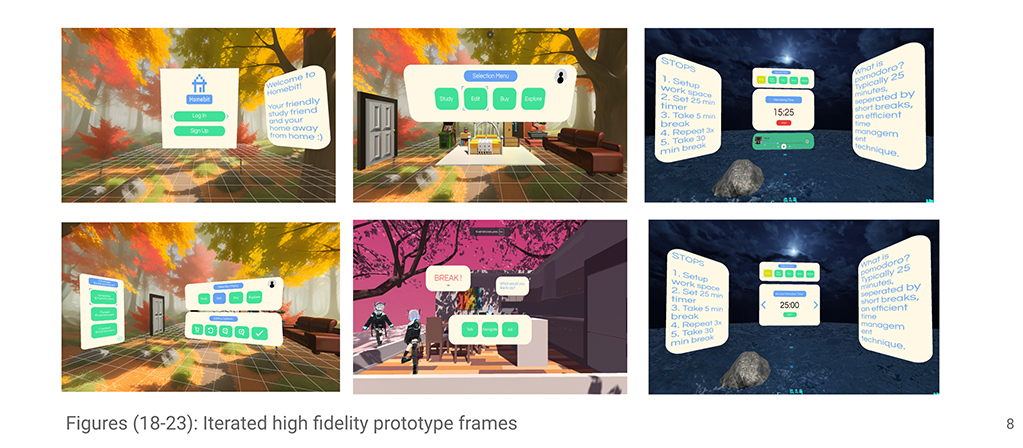 Homebit
Log In
Sign Up
Welcome to
Homebit!
Your friendly
study friend
and your
home away
from home :)
Selection Menu
Study
Edit
Buy
Explore
STOPS
1. Setup
work space
2. Set 25 min
timer
3. Take 5 min
break
4. Repeat 3x
5. Take 30
min break
15:25
What is
pomodoro?
Typically 25
minutes,
seperated by
short breaks,
an efficient
time
managem
ent
technique.
Explore
BREAK!
STOPS
1. Setup
work space
2. Set 25 min
timer
3. Take 5 min
break
4. Repeat 3x
5. Take 30
min break
25:00
What is
pomodoro?
Typically 25
minutes,
seperated by
short breaks,
an efficient
time
managem
ent
technique.
Figures (18-23): Iterated high fidelity prototype frames
8